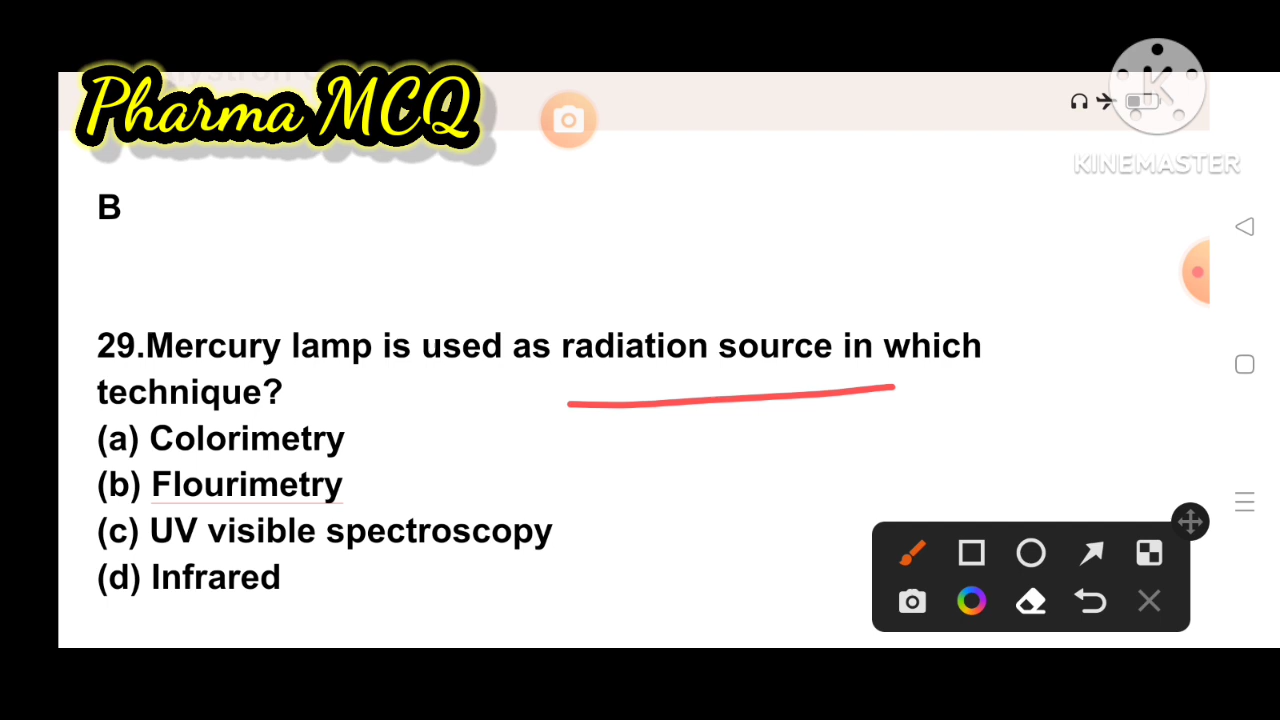 Pharma MCQ
KINEMASTER
B
29.Mercury lamp is used as radiation source in which
technique?
(a) Colorimetry
(b) Flourimetry
(c) UV visible spectroscopy
(d) Infrared